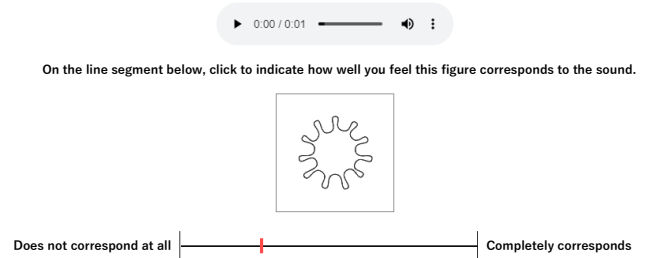 0:00 / 0:01
On the line segment below, click to indicate how well you feel this figure corresponds to the sound.
Does not correspond at all
Completely corresponds